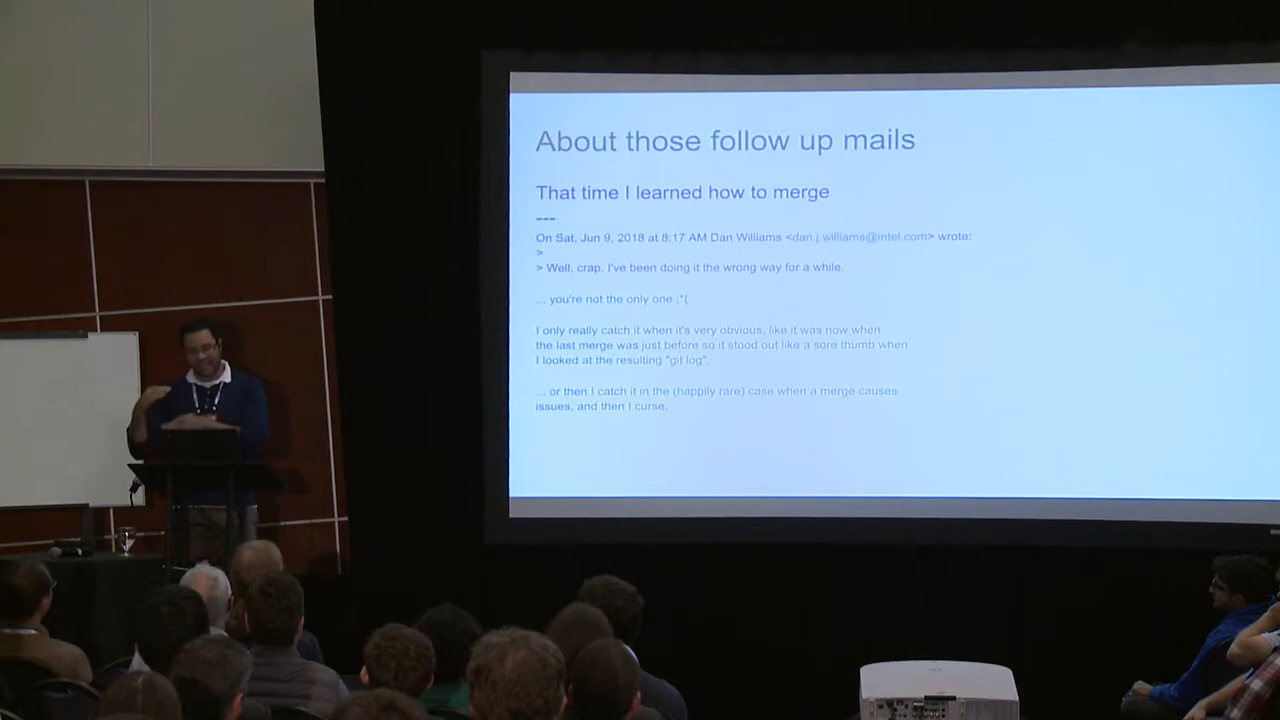 About those follow up mails
That time I learned how to merge
---
On Sat, Jun 9, 2018 at 8:17 AM Dan Williams <dan.j.williams@intel.com> wrote:
>
> Well, crap. I've been doing it the wrong way for a while.
... you're not the only one ;*(
I only really catch it when it's very obvious, like it was now when
the last merge was just before so it stood out like a sore thumb when
I looked at the resulting "git log".
... or then I catch it in the (happily rare) case when a merge causes
issues, and then I curse.